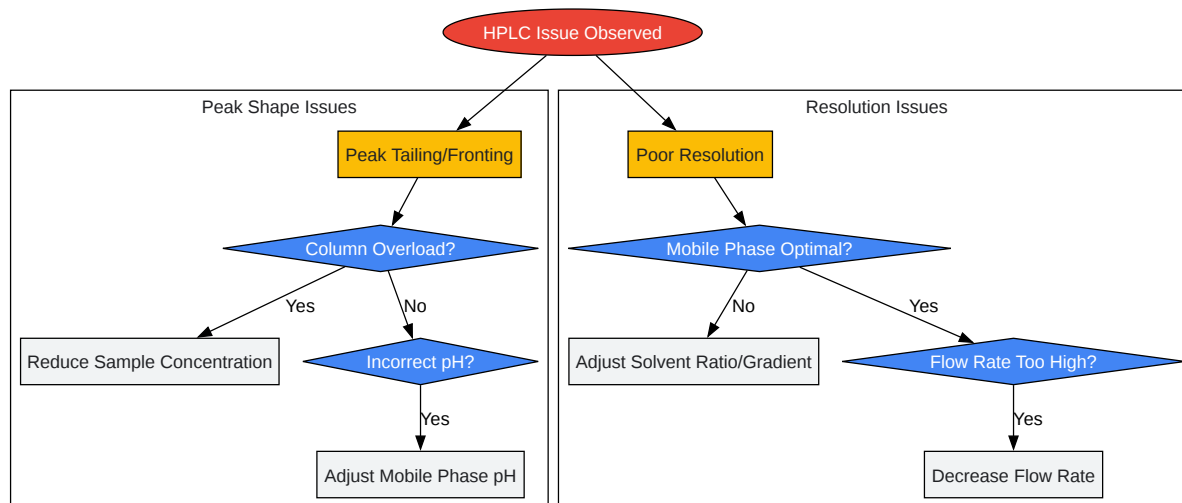 HPLC Issue Observed
Peak Shape Issues
Resolution Issues
Peak Tailing/Fronting
Poor Resolution
Column Overload?
Mobile Phase Optimal?
Yes
No
No
Yes
Reduce Sample Concentration
Incorrect pH?
Adjust Solvent Ratio/Gradient
Flow Rate Too High?
Yes
Yes
Adjust Mobile Phase pH
Decrease Flow Rate